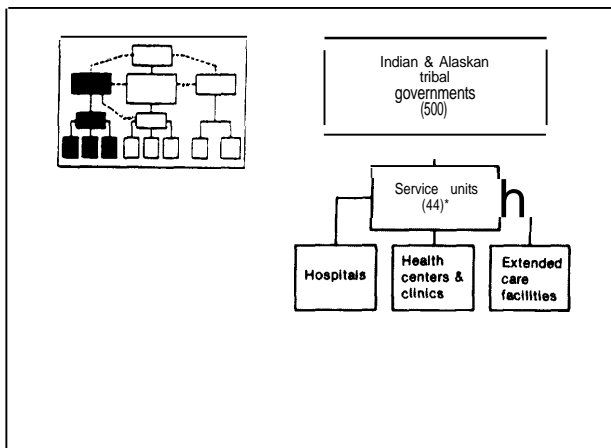 Indian & Alaskan
tribal
governments
(500)
Service units
(44)*
h
Hospitals
Health
centers &
clinics
Extended
care
facilities